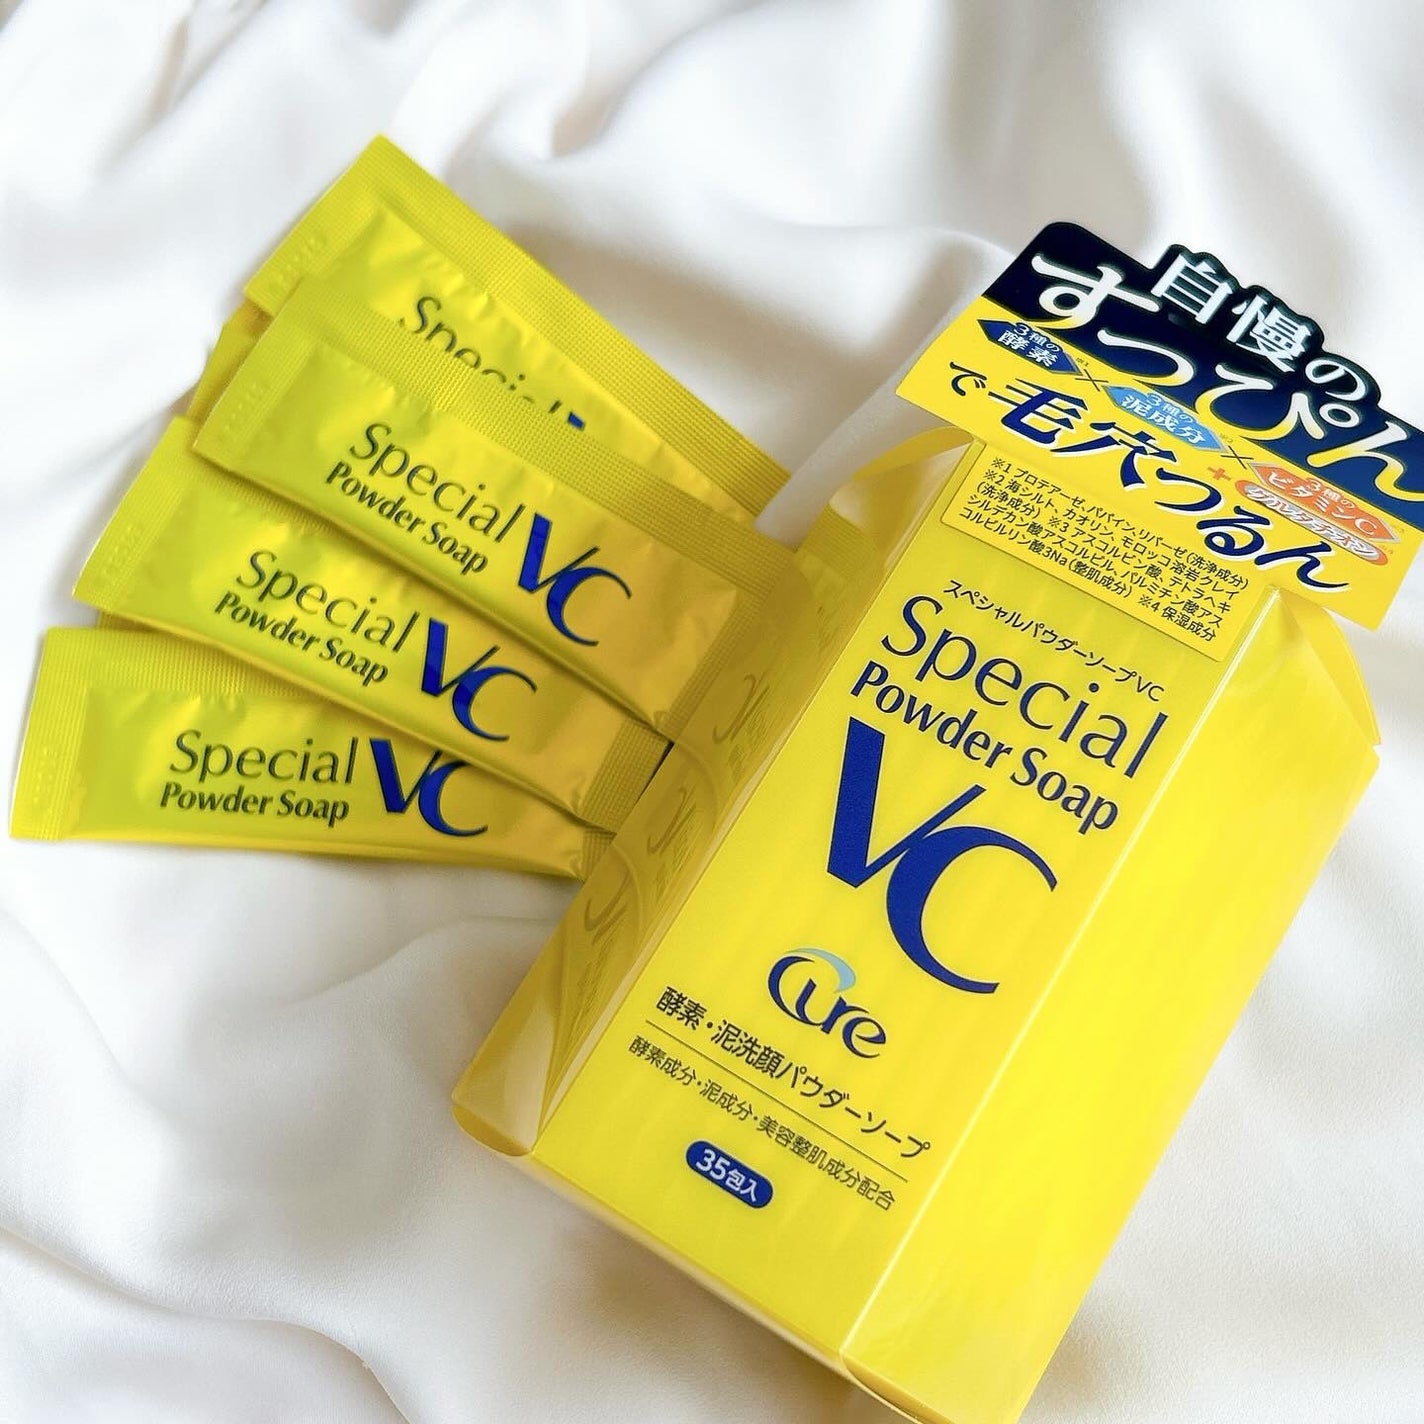 Special
Special
Powder Soap
VC
Special
Powder Soap
VC
Special
Powder Soap
VC
自慢の
すっぴん
3種の
酵素
※1
×
3種の
泥成分
※2
×
3種の
ビタミンC
+
で毛穴つるん
※1 プロテアーゼ、パパイン、リパーゼ(洗浄成分)
※2 海シルト、カオリン、モロッコ溶岩クレイ
(洗浄成分) ※3 アスコルビン酸、テトラヘキ
シルデカン酸アスコルビル、パルミチン酸アス
コルビルリン酸3Na(整肌成分) ※4 保湿成分
スペシャルパウダーソープVC
Special
Powder Soap
VC
Cure
酵素・泥洗顔パウダーソープ
酵素成分・泥成分・美容整肌成分配合
35包入